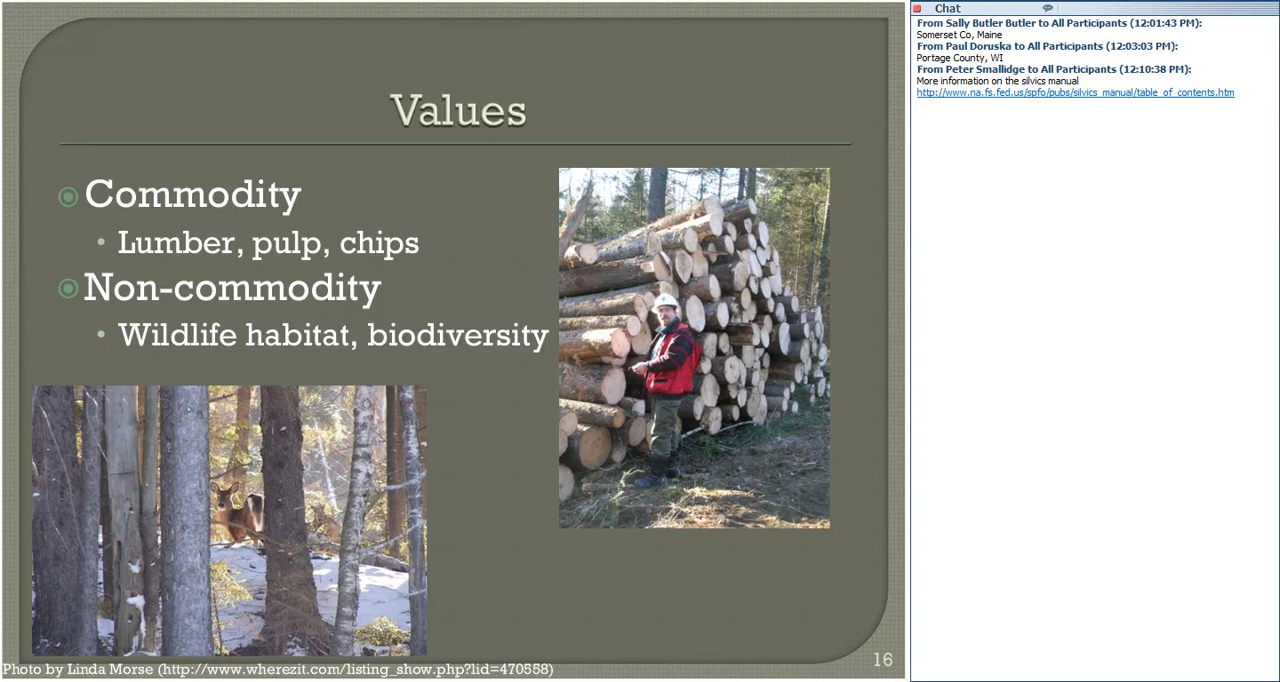 Values
Commodity
• Lumber, pulp, chips
Non-commodity
• Wildlife habitat, biodiversity
Photo by Linda Morse (http://www.wherezit.com/listing_show.php?lid=470558)
16
Chat
From Sally Butler Butler to All Participants (12:01:43 PM):
Somerset Co, Maine
From Paul Doruska to All Participants (12:03:03 PM):
Portage County, WI
From Peter Smallidge to All Participants (12:10:38 PM):
More information on the silvics manual
http://www.na.fs.fed.us/spfo/pubs/silvics_manual/table_of_contents.htm